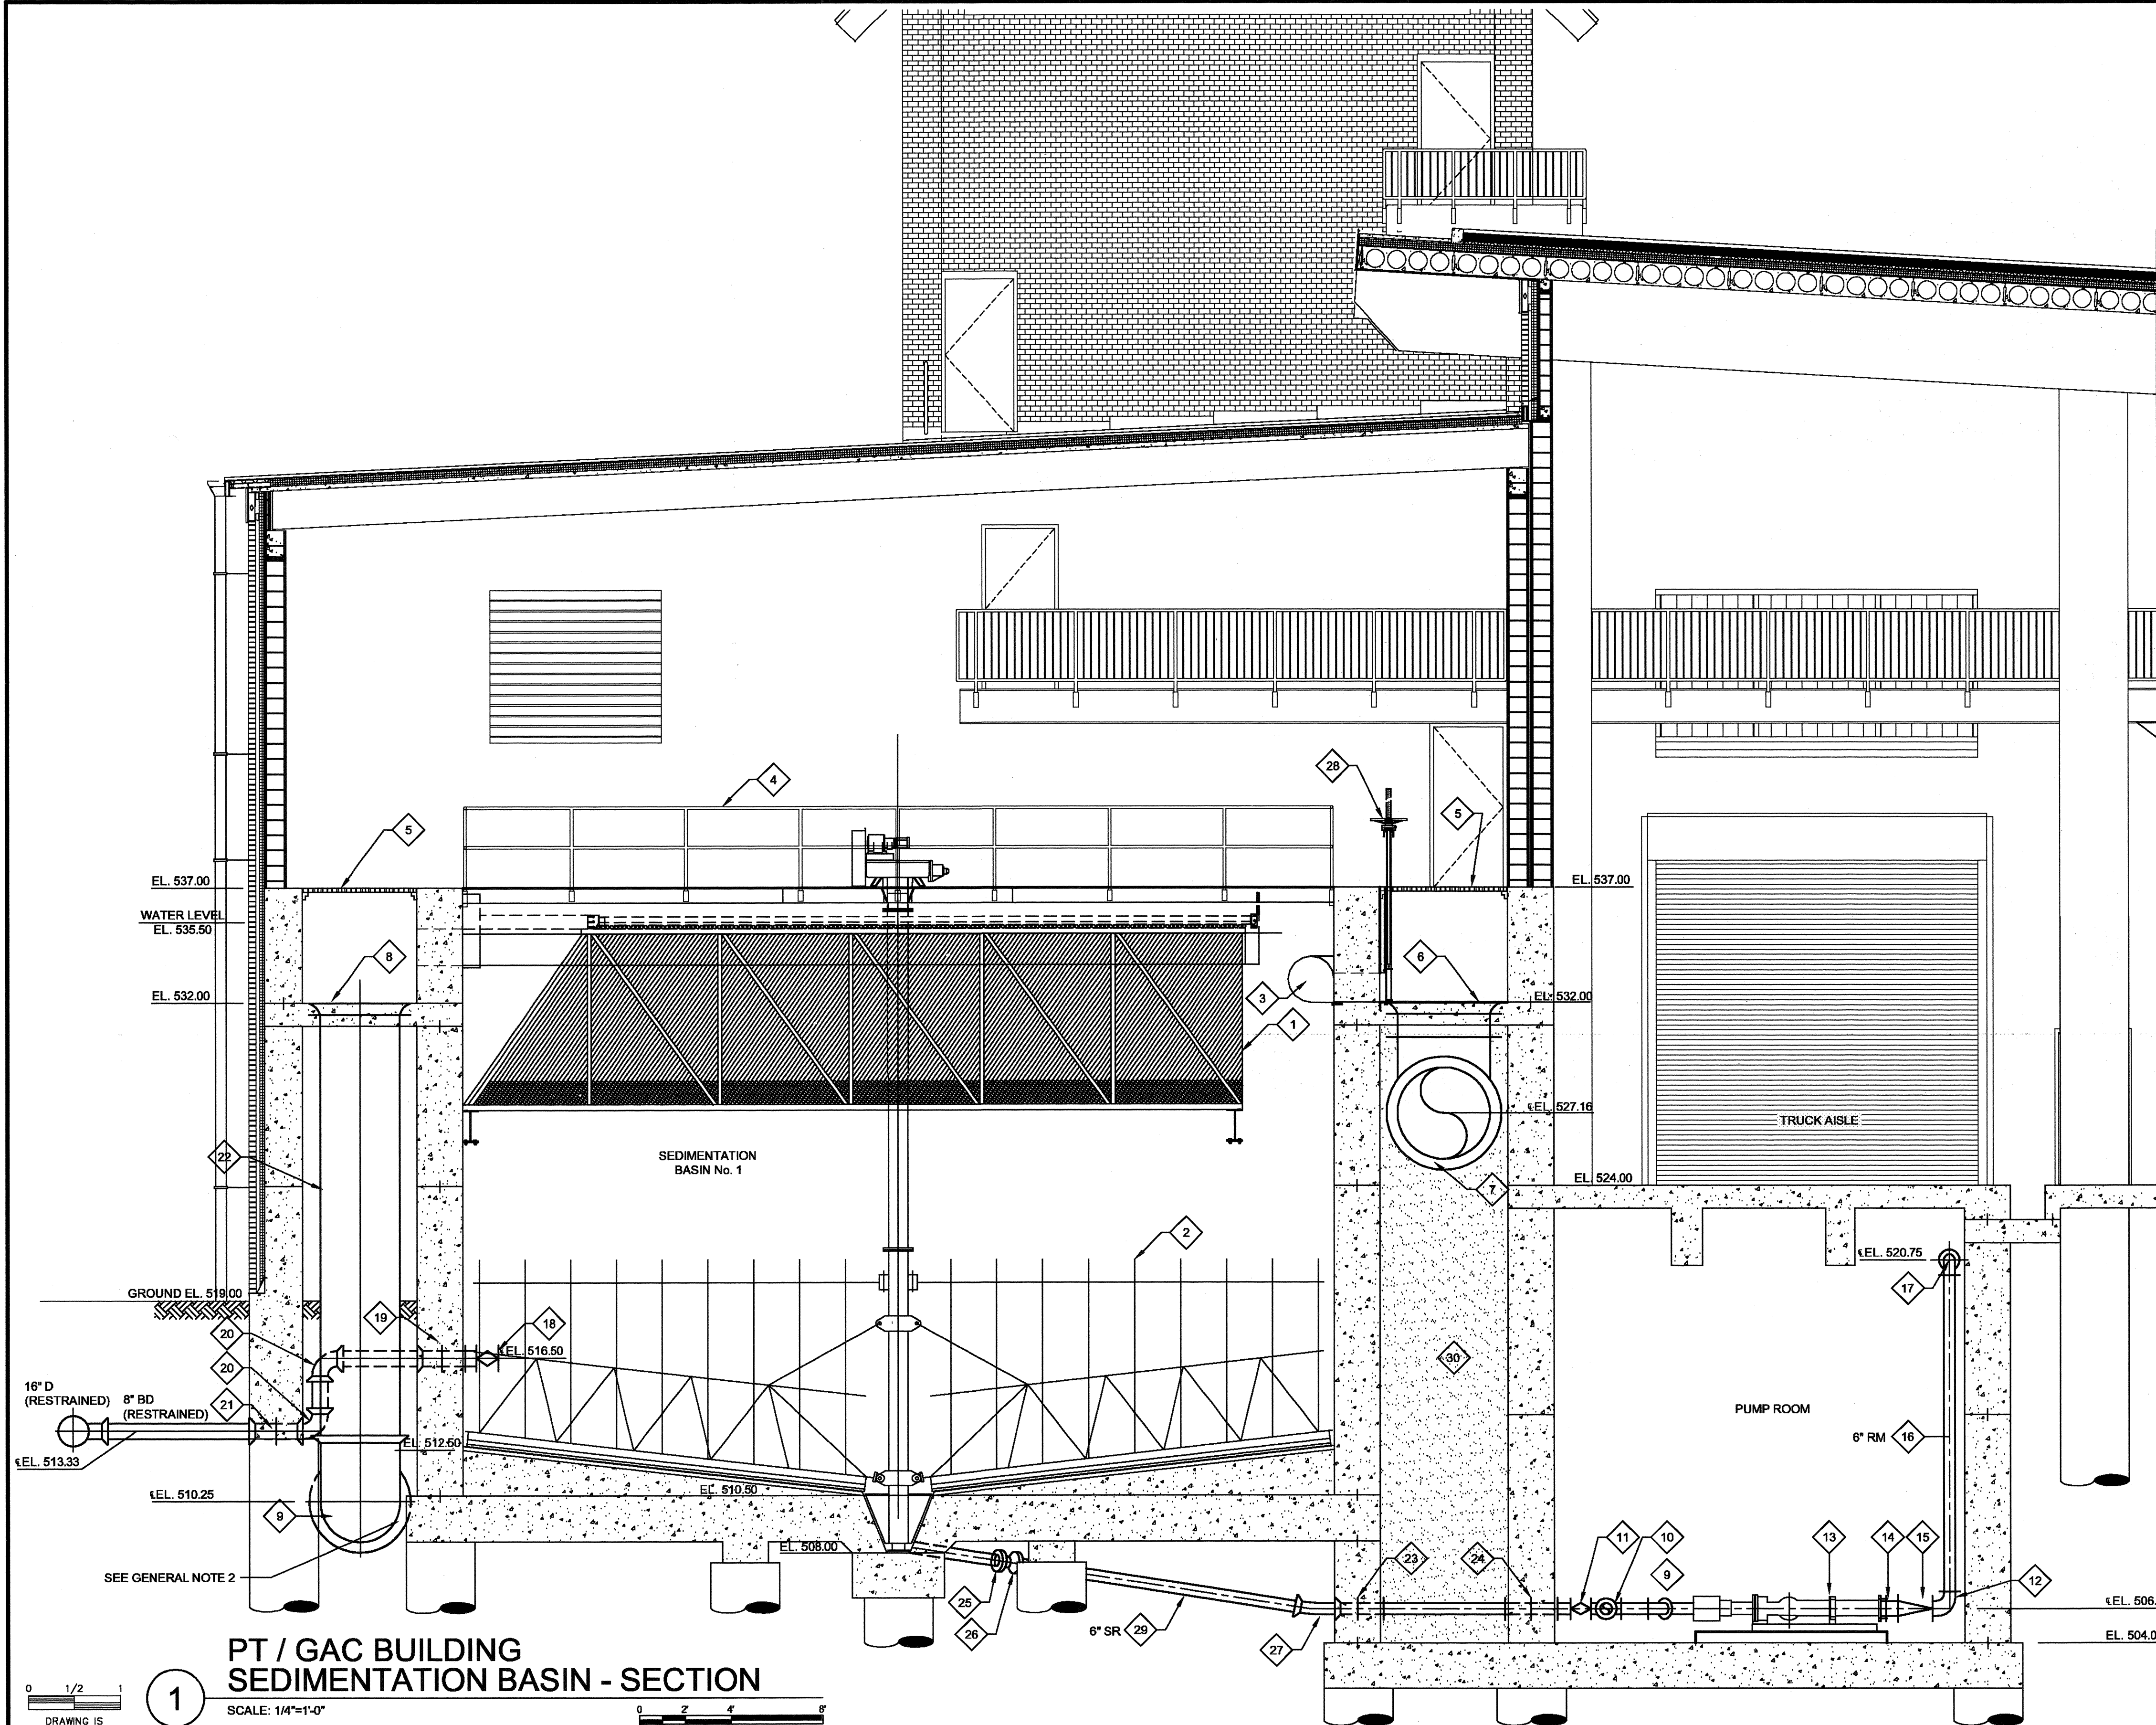 4
28
5
5
EL. 537.00
EL. 537.00
WATER LEVEL
EL. 535.50
8
6
EL. 532.00
3
EL. 532.00
1
℄EL. 527.16
TRUCK AISLE
SEDIMENTATION
BASIN No. 1
22
7
EL. 524.00
2
℄EL. 520.75
17
GROUND EL. 519.00
19
18
20
EL. 516.50
30
20
16" D
(RESTRAINED)
8" BD
(RESTRAINED)
21
PUMP ROOM
6" RM
16
EL. 512.50
℄EL. 513.33
EL. 510.50
℄EL. 510.25
9
11
10
13
14
15
EL. 508.00
23
24
9
SEE GENERAL NOTE 2
12
25
26
6" SR
29
27
℄EL. 506.
EL. 504.0
PT / GAC BUILDING
SEDIMENTATION BASIN - SECTION
1
SCALE: 1/4"=1'-0"
0 2' 4' 8'
0 1/2 1
DRAWING IS